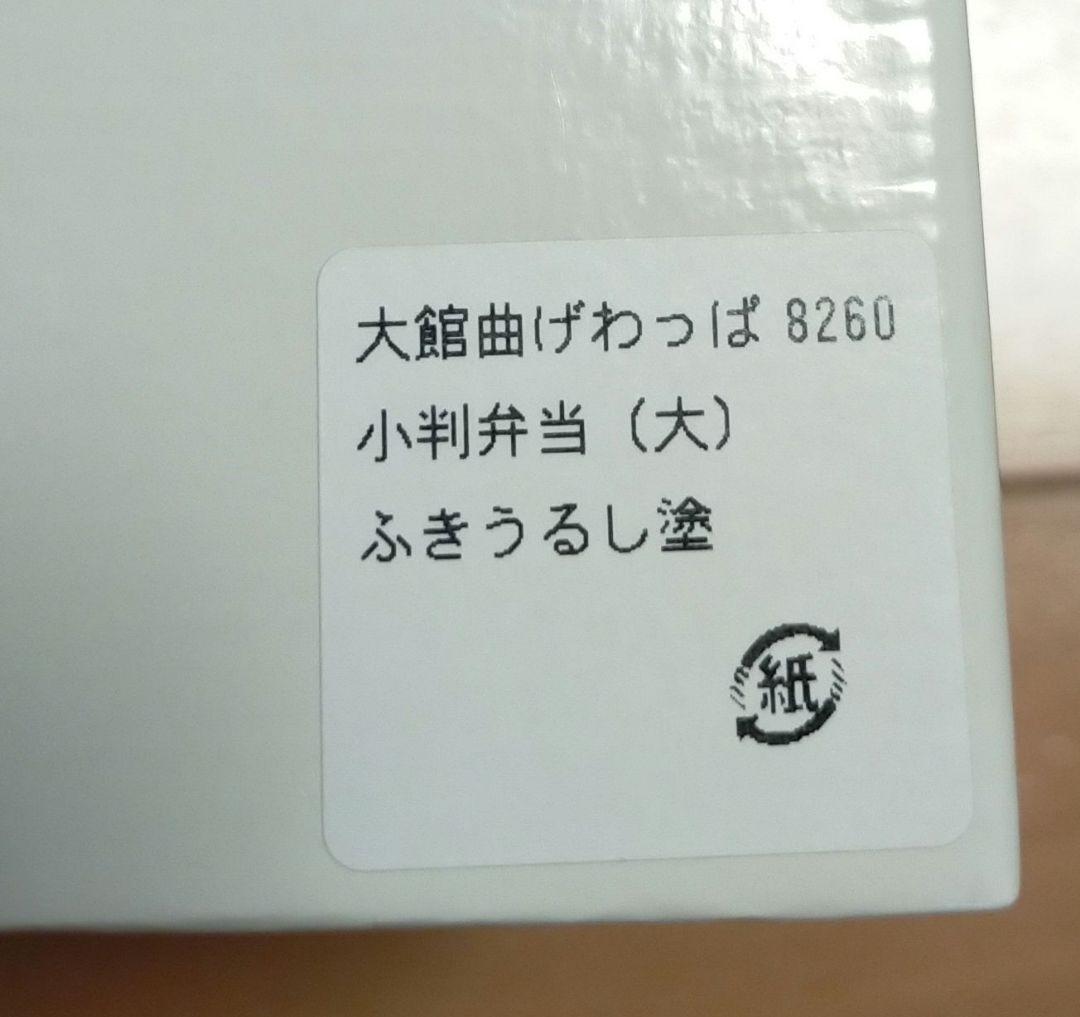 大館曲げわっぱ 8260
小判弁当（大）
ふきうるし塗
紙